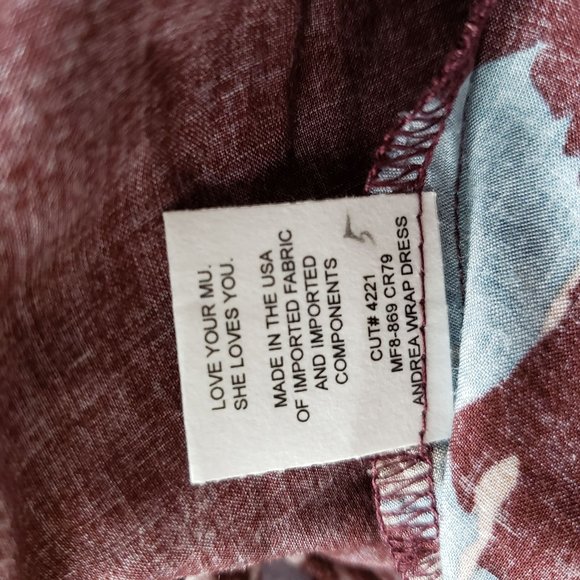 LOVE YOUR MU.
SHE LOVES YOU.
MADE IN THE USA
OF IMPORTED FABRIC
AND IMPORTED
COMPONENTS
5
CUT# 4221
MF8-869 CR79
ANDREA WRAP DRESS